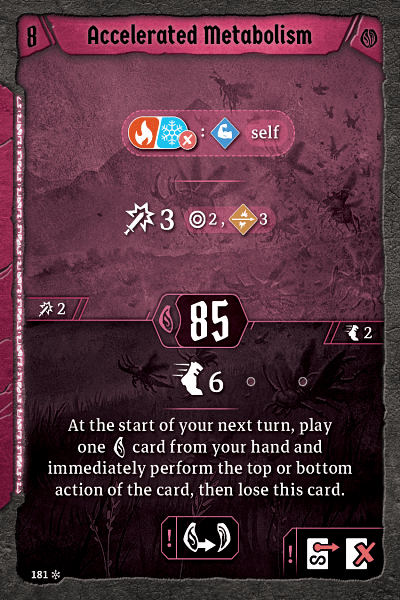 8 Accelerated Metabolism
: self
3 2, 3
2
85
2
6
At the start of your next turn, play
one card from your hand and
immediately perform the top or bottom
action of the card, then lose this card.
! !
181